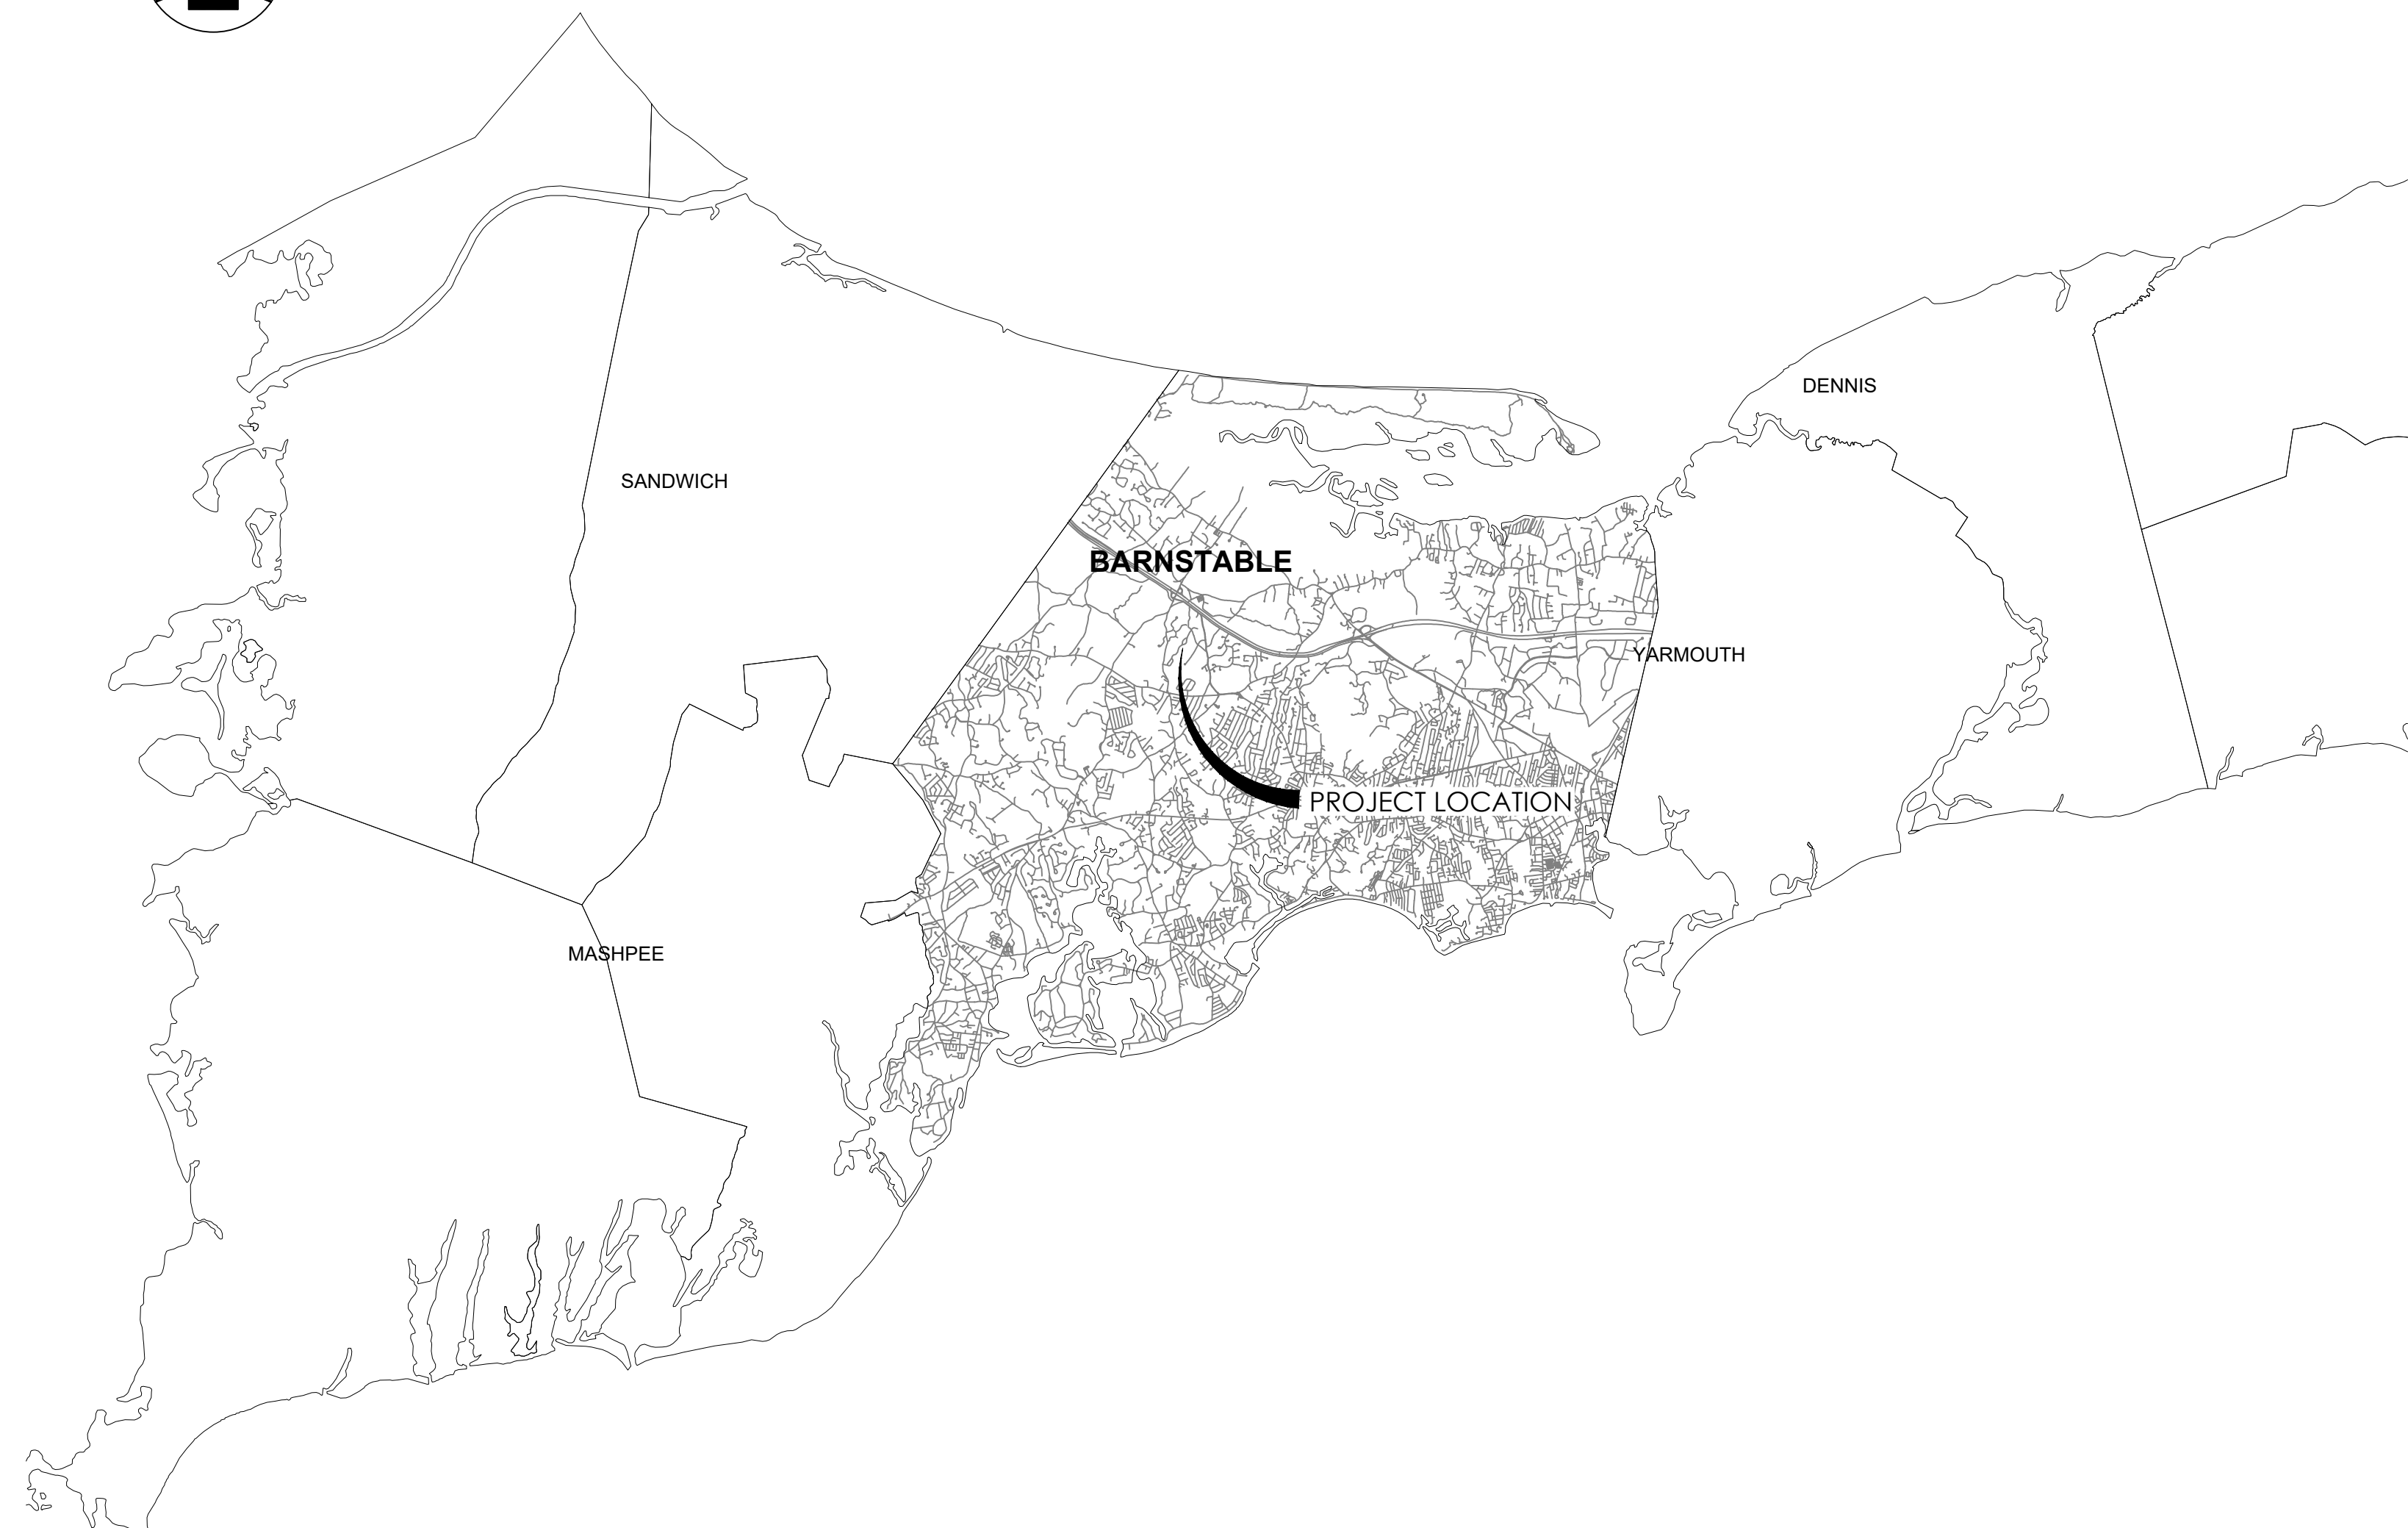 DENNIS
SANDWICH
BARNSTABLE
YARMOUTH
PROJECT LOCATION
MASHPEE